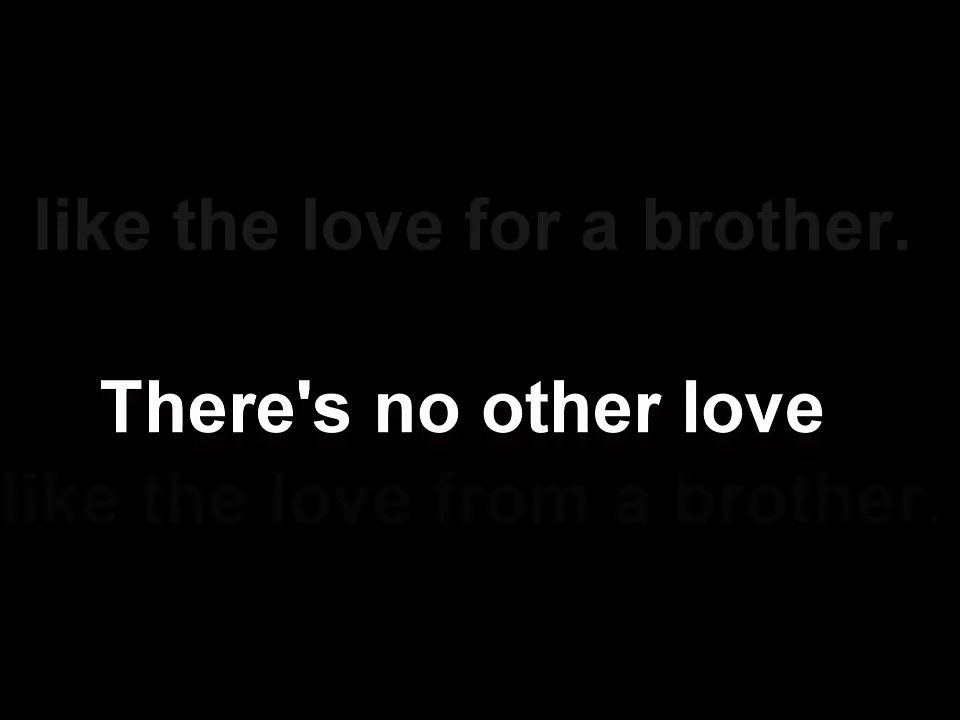 like the love for a brother.
There's no other love
like the love from a brother.